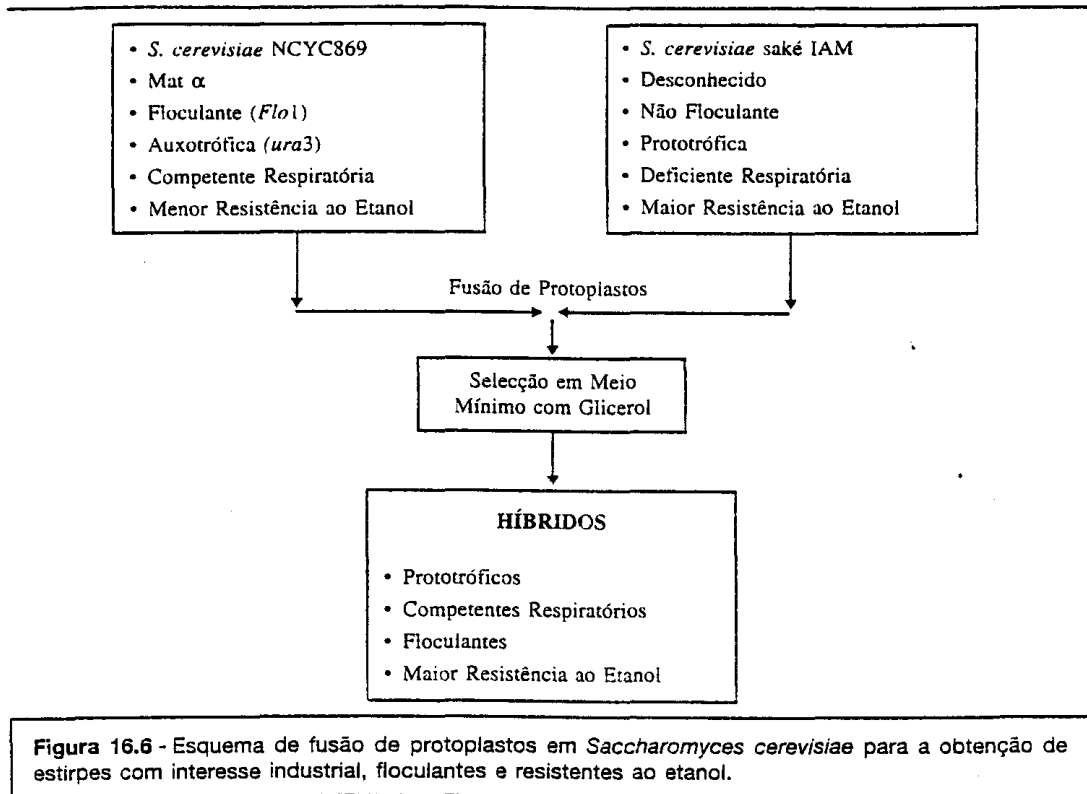 • S. cerevisiae NCYC869
• Mat α
• Floculante (Flo1)
• Auxotrófica (ura3)
• Competente Respiratória
• Menor Resistência ao Etanol
• S. cerevisiae saké IAM
• Desconhecido
• Não Floculante
• Prototrófica
• Deficiente Respiratória
• Maior Resistência ao Etanol
Fusão de Protoplastos
Selecção em Meio
Mínimo com Glicerol
HÍBRIDOS
• Prototróficos
• Competentes Respiratórios
• Floculantes
• Maior Resistência ao Etanol
Figura 16.6 - Esquema de fusão de protoplastos em Saccharomyces cerevisiae para a obtenção de
estirpes com interesse industrial, floculantes e resistentes ao etanol.